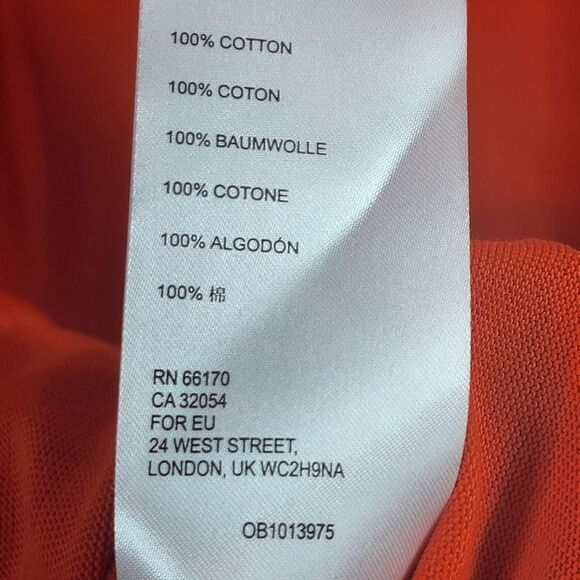 100% COTTON
100% COTON
100% BAUMWOLLE
100% COTONE
100% ALGODÓN
100% 棉
RN 66170
CA 32054
FOR EU
24 WEST STREET,
LONDON, UK WC2H9NA
OB1013975